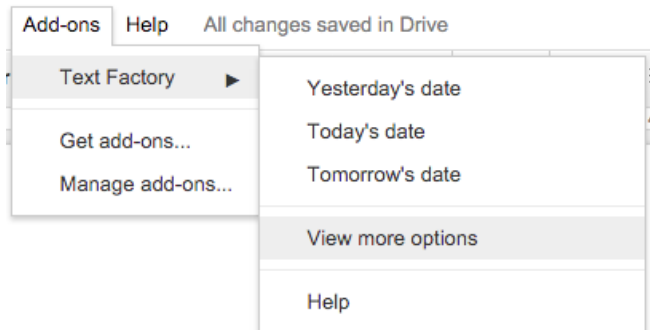 Add-ons Help All changes saved in Drive
Text Factory ►
Get add-ons...
Manage add-ons...
Yesterday's date
Today's date
Tomorrow's date
View more options
Help